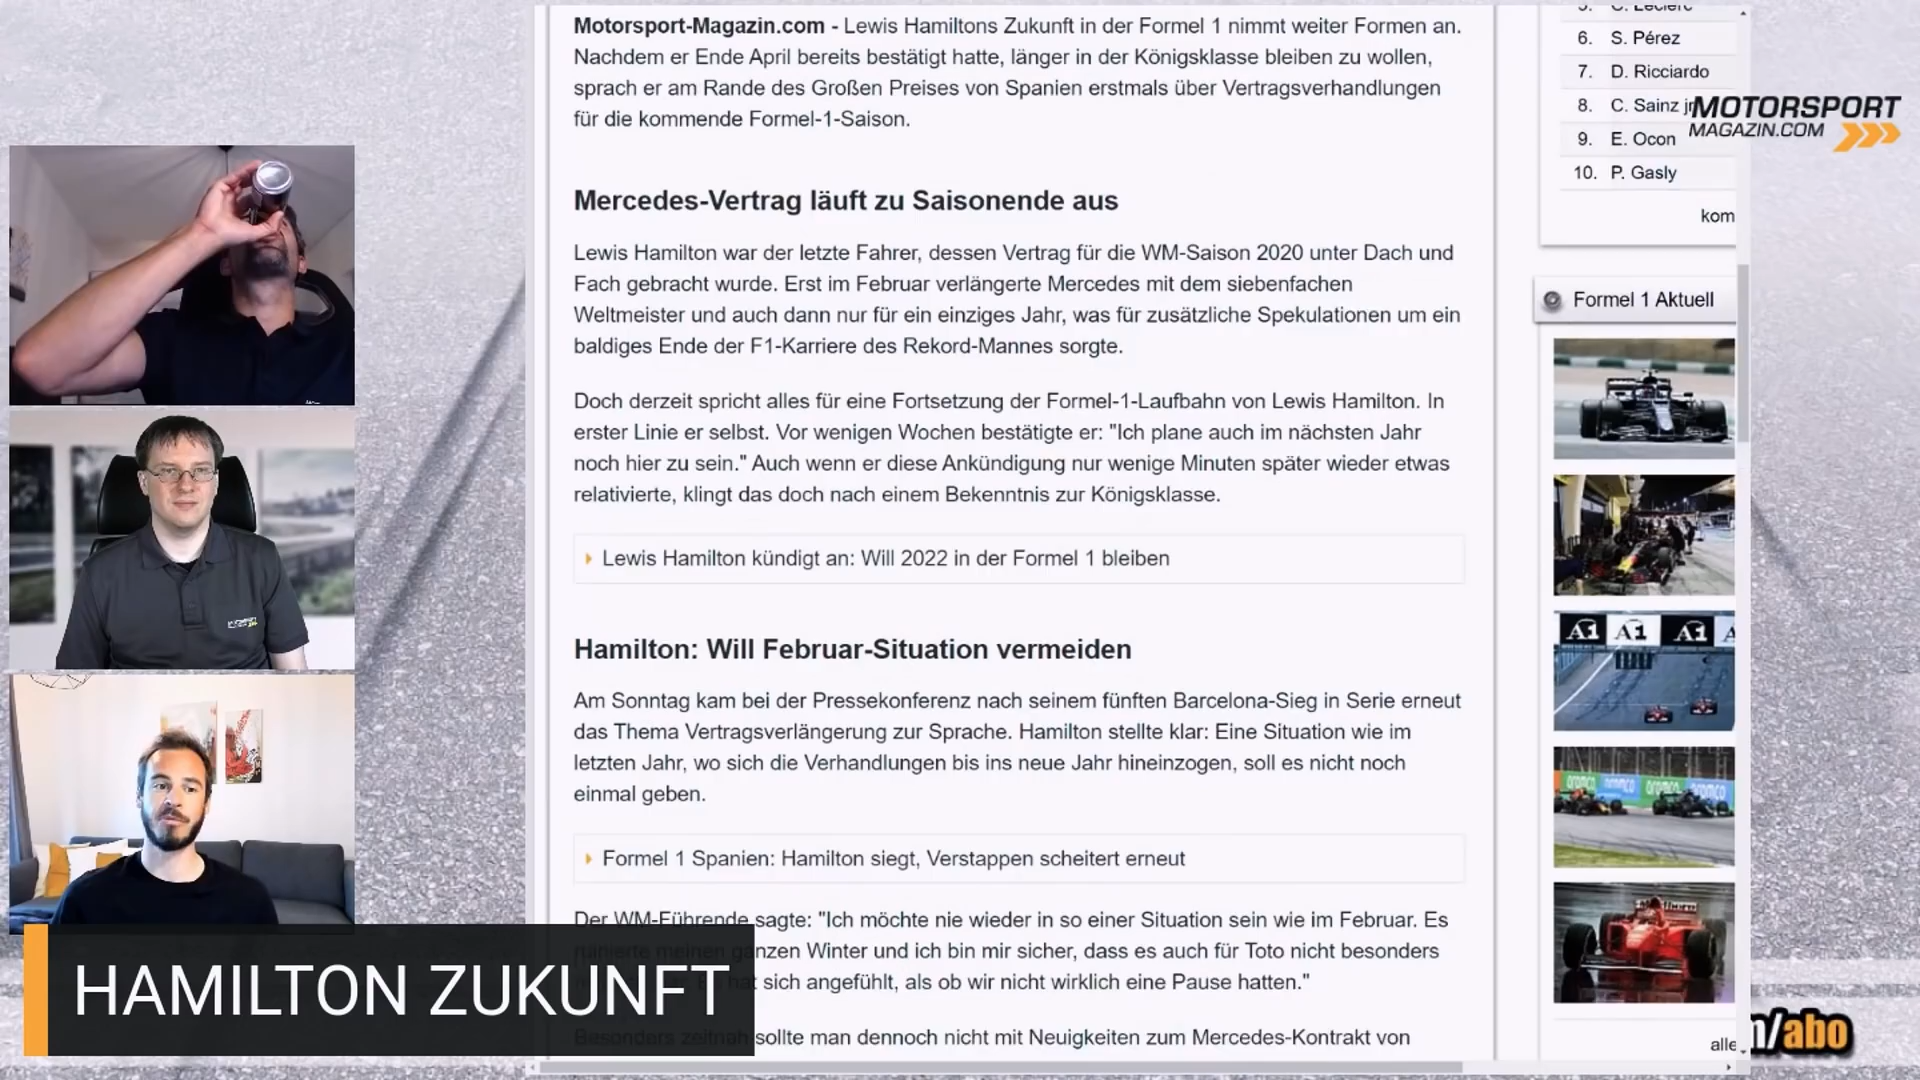 Motorsport-Magazin.com - Lewis Hamiltons Zukunft in der Formel 1 nimmt weiter Formen an.
Nachdem er Ende April bereits bestätigt hatte, länger in der Königsklasse bleiben zu wollen,
sprach er am Rande des Großen Preises von Spanien erstmals über Vertragsverhandlungen
für die kommende Formel-1-Saison.
Mercedes-Vertrag läuft zu Saisonende aus
Lewis Hamilton war der letzte Fahrer, dessen Vertrag für die WM-Saison 2020 unter Dach und
Fach gebracht wurde. Erst im Februar verlängerte Mercedes mit dem siebenfachen
Weltmeister und auch dann nur für ein einziges Jahr, was für zusätzliche Spekulationen um ein
baldiges Ende der F1-Karriere des Rekord-Mannes sorgte.
Doch derzeit spricht alles für eine Fortsetzung der Formel-1-Laufbahn von Lewis Hamilton. In
erster Linie er selbst. Vor wenigen Wochen bestätigte er: "Ich plane auch im nächsten Jahr
noch hier zu sein." Auch wenn er diese Ankündigung nur wenige Minuten später wieder etwas
relativierte, klingt das doch nach einem Bekenntnis zur Königsklasse.
Lewis Hamilton kündigt an: Will 2022 in der Formel 1 bleiben
Hamilton: Will Februar-Situation vermeiden
Am Sonntag kam bei der Pressekonferenz nach seinem fünften Barcelona-Sieg in Serie erneut
das Thema Vertragsverlängerung zur Sprache. Hamilton stellte klar: Eine Situation wie im
letzten Jahr, wo sich die Verhandlungen bis ins neue Jahr hineinzogen, soll es nicht noch
einmal geben.
Formel 1 Spanien: Hamilton siegt, Verstappen scheitert erneut
Der WM-Führende sagte: "Ich möchte nie wieder in so einer Situation sein wie im Februar. Es
ruinierte meinen ganzen Winter und ich bin mir sicher, dass es auch für Toto nicht besonders
hat sich angefühlt, als ob wir nicht wirklich eine Pause hatten."
Besonders zeitnah sollte man dennoch nicht mit Neuigkeiten zum Mercedes-Kontrakt von
5. C. Leclerc
6. S. Pérez
7. D. Ricciardo
8. C. Sainz jr
9. E. Ocon
10. P. Gasly
kom
MOTORSPORT
MAGAZIN.COM
Formel 1 Aktuell
A1 A1 A1
aramco aramco aramco
alle
/abo
HAMILTON ZUKUNFT